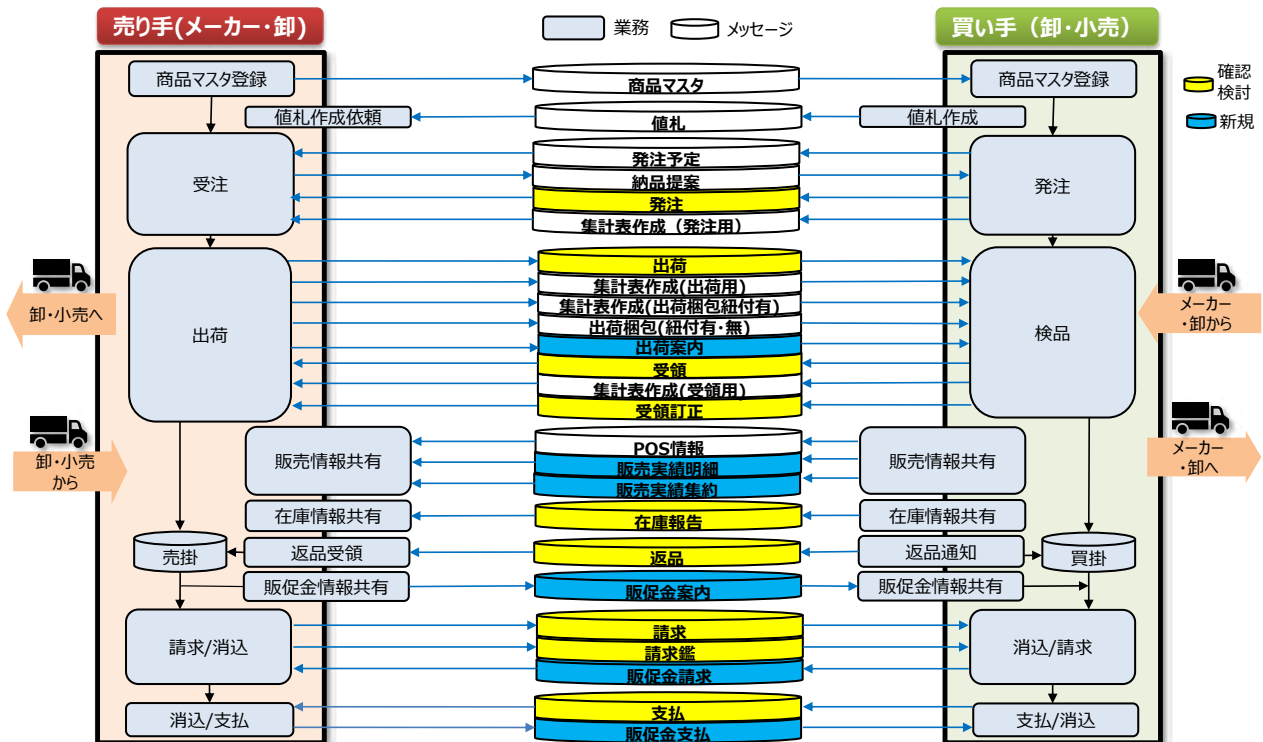 売り手(メーカー・卸)
業務
メッセージ
買い手（卸・小売）
確認
検討
新規
商品マスタ登録
商品マスタ
商品マスタ登録
値札作成依頼
値札
値札作成
受注
発注予定
納品提案
発注
集計表作成（発注用）
発注
出荷
出荷
集計表作成(出荷用)
集計表作成(出荷梱包紐付有)
出荷梱包(紐付有・無)
出荷案内
受領
集計表作成(受領用)
受領訂正
検品
卸・小売へ
メーカー
・卸から
卸・小売
から
メーカー
・卸へ
販売情報共有
POS情報
販売実績明細
販売実績集約
販売情報共有
在庫情報共有
在庫報告
在庫情報共有
売掛
返品受領
返品
返品通知
買掛
販促金情報共有
販促金案内
販促金情報共有
請求/消込
請求
請求鑑
販促金請求
消込/請求
消込/支払
支払
販促金支払
支払/消込